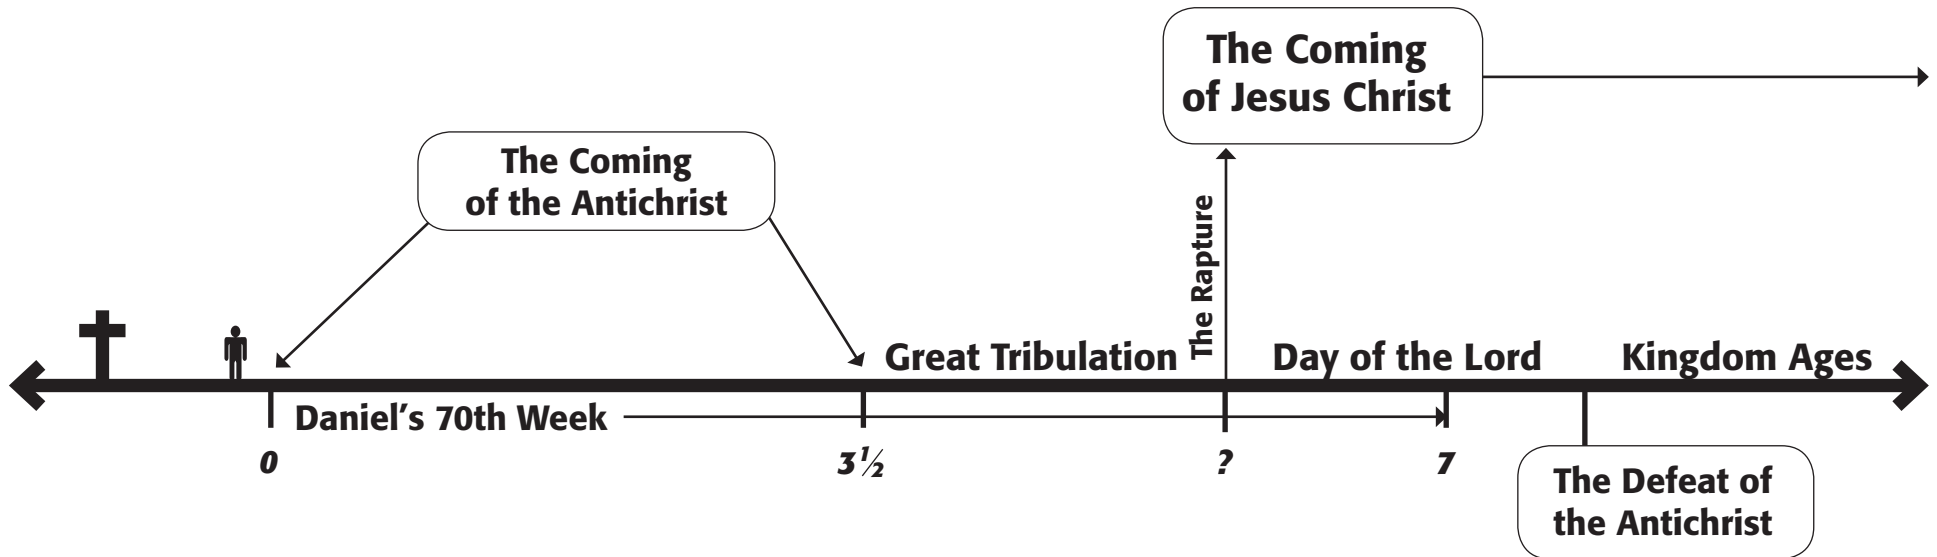 The Coming
of Jesus Christ
The Coming
of the Antichrist
The Rapture
Great Tribulation
Day of the Lord
Kingdom Ages
Daniel’s 70th Week
0
3½
?
7
The Defeat of
the Antichrist